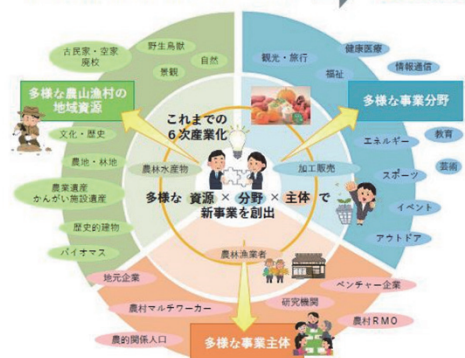 古民家・空家
廃校
野生鳥獣
景観
自然
多様な農山漁村の
地域資源
文化・歴史
農地・林地
農業遺産
かんがい施設遺産
歴史的建物
バイオマス
観光・旅行
健康医療
福祉
情報通信
多様な事業分野
エネルギー
教育
スポーツ
芸術
イベント
アウトドア
これまでの
6次産業化
農林水産物
加工販売
多様な 資源 × 分野 × 主体 で
新事業を創出
農林漁業者
地元企業
農村マルチワーカー
農的関係人口
ベンチャー企業
研究機関
農村RMO
多様な事業主体